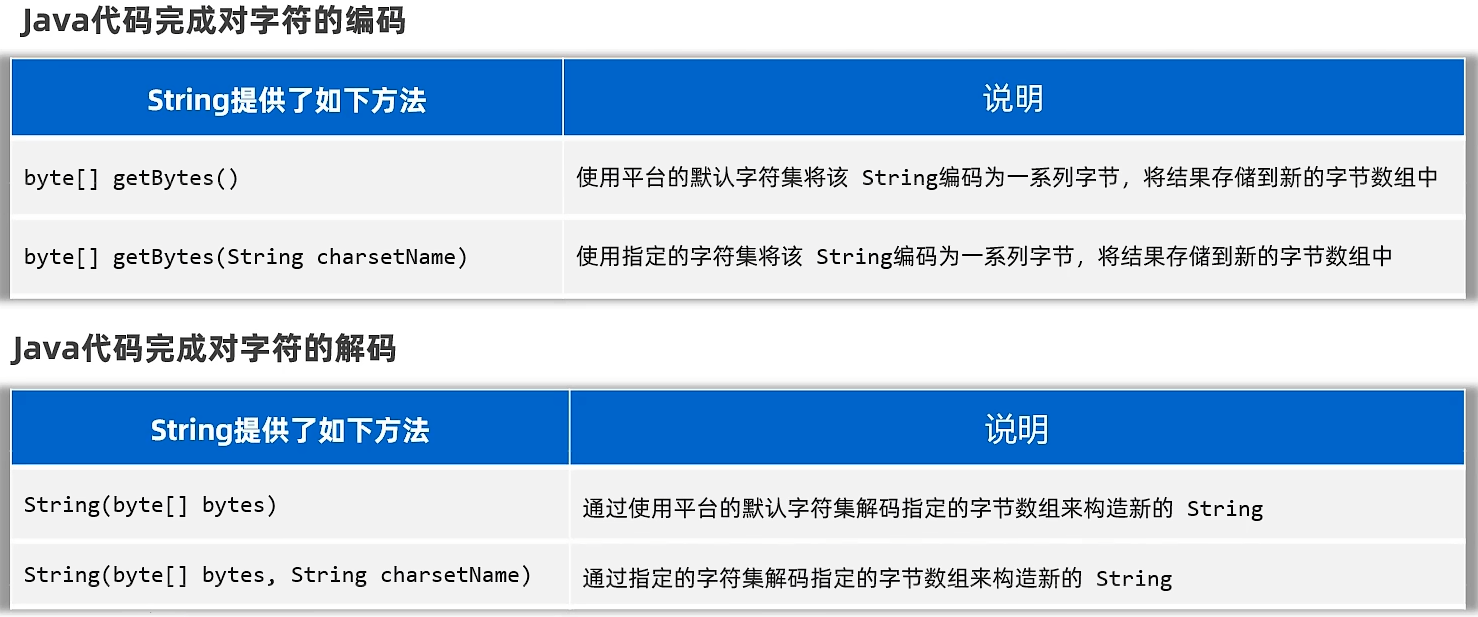 Java代码完成对字符的编码
String提供了如下方法 说明
byte[] getBytes() 使用平台的默认字符集将该 String编码为一系列字节，将结果存储到新的字节数组中
byte[] getBytes(String charsetName) 使用指定的字符集将该 String编码为一系列字节，将结果存储到新的字节数组中
Java代码完成对字符的解码
String提供了如下方法 说明
String(byte[] bytes) 通过使用平台的默认字符集解码指定的字节数组来构造新的 String
String(byte[] bytes, String charsetName) 通过指定的字符集解码指定的字节数组来构造新的 String